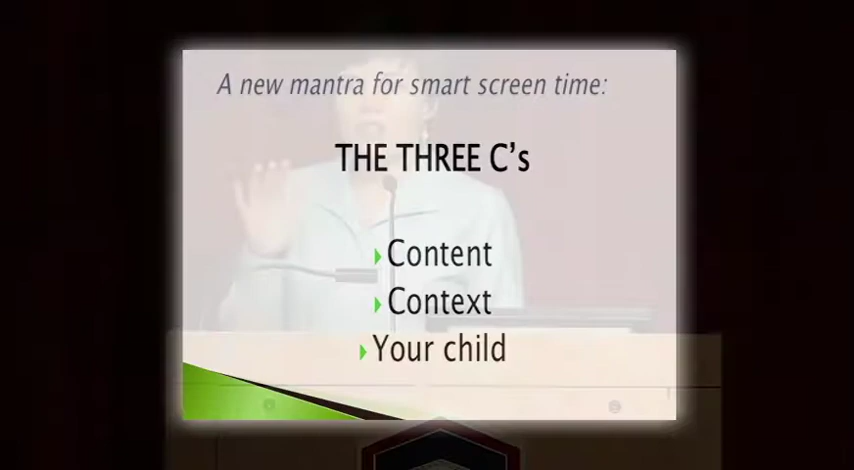 A new mantra for smart screen time:
THE THREE C's
Content
Context
Your child